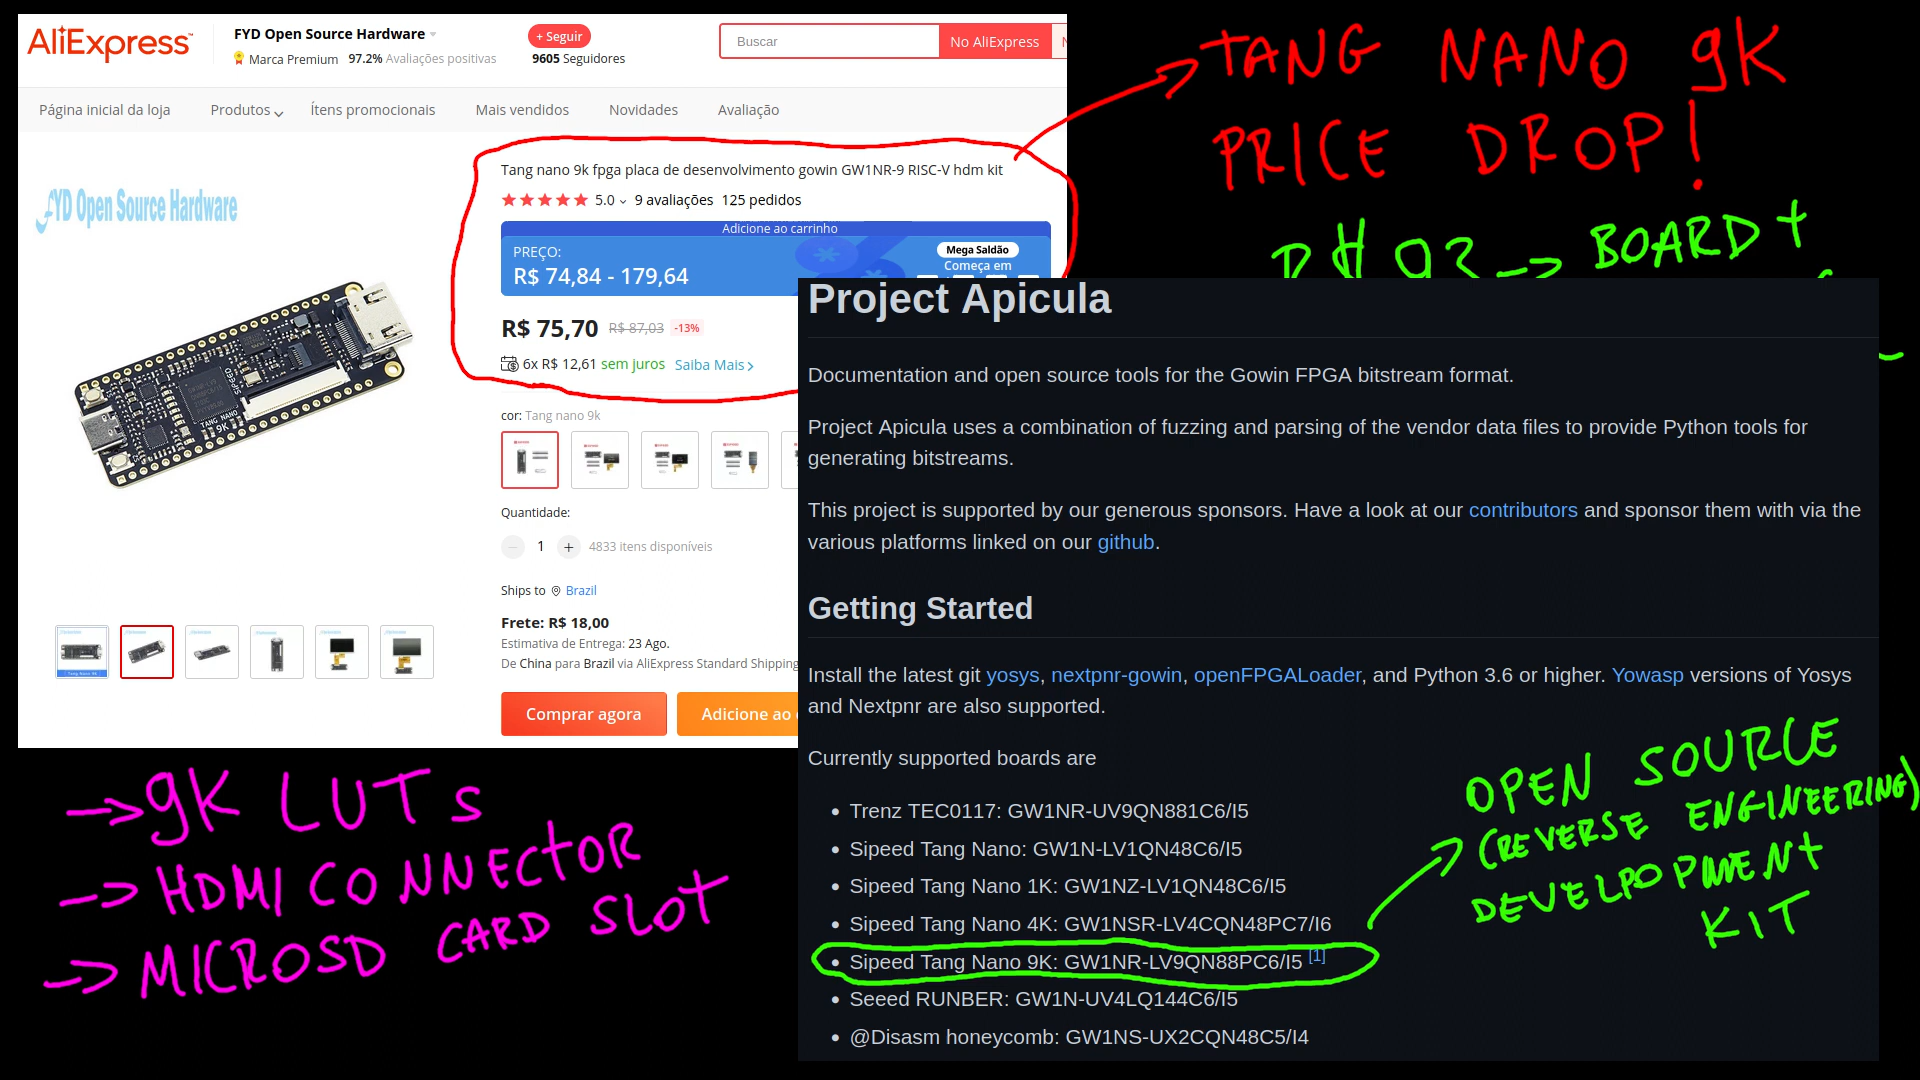 AliExpress
FYD Open Source Hardware
Marca Premium 97.2% Avaliações positivas
+ Seguir
9605 Seguidores
Buscar
No AliExpress
Página inicial da loja Produtos Ítens promocionais Mais vendidos Novidades Avaliação
TANG NANO 9K
PRICE DROP!
R$ 93 -> BOARD +
FYD Open Source Hardware
TANG NANO
9K
Tang nano 9k fpga placa de desenvolvimento gowin GW1NR-9 RISC-V hdm kit
5.0 9 avaliações 125 pedidos
Adicione ao carrinho
PREÇO:
R$ 74,84 - 179,64
Mega Saldão
Começa em
R$ 75,70 R$ 87,03 -13%
6x R$ 12,61 sem juros Saiba Mais
cor: Tang nano 9k
Quantidade:
1 + 4833 itens disponíveis
Ships to Brazil
Frete: R$ 18,00
Estimativa de Entrega: 23 Ago.
De China para Brazil via AliExpress Standard Shipping
Comprar agora
Adicione ao
Project Apicula
Documentation and open source tools for the Gowin FPGA bitstream format.
Project Apicula uses a combination of fuzzing and parsing of the vendor data files to provide Python tools for
generating bitstreams.
This project is supported by our generous sponsors. Have a look at our contributors and sponsor them with via the
various platforms linked on our github.
Getting Started
Install the latest git yosys, nextpnr-gowin, openFPGALoader, and Python 3.6 or higher. Yowasp versions of Yosys
and Nextpnr are also supported.
Currently supported boards are
• Trenz TEC0117: GW1NR-UV9QN881C6/I5
• Sipeed Tang Nano: GW1N-LV1QN48C6/I5
• Sipeed Tang Nano 1K: GW1NZ-LV1QN48C6/I5
• Sipeed Tang Nano 4K: GW1NSR-LV4CQN48PC7/I6
• Sipeed Tang Nano 9K: GW1NR-LV9QN88PC6/I5 [1]
• Seeed RUNBER: GW1N-UV4LQ144C6/I5
• @Disasm honeycomb: GW1NS-UX2CQN48C5/I4
OPEN SOURCE
(REVERSE ENGINEERING)
DEVELPOPMENT
KIT
-> 9K LUTs
-> HDMI CONNECTOR
-> MICROSD CARD SLOT